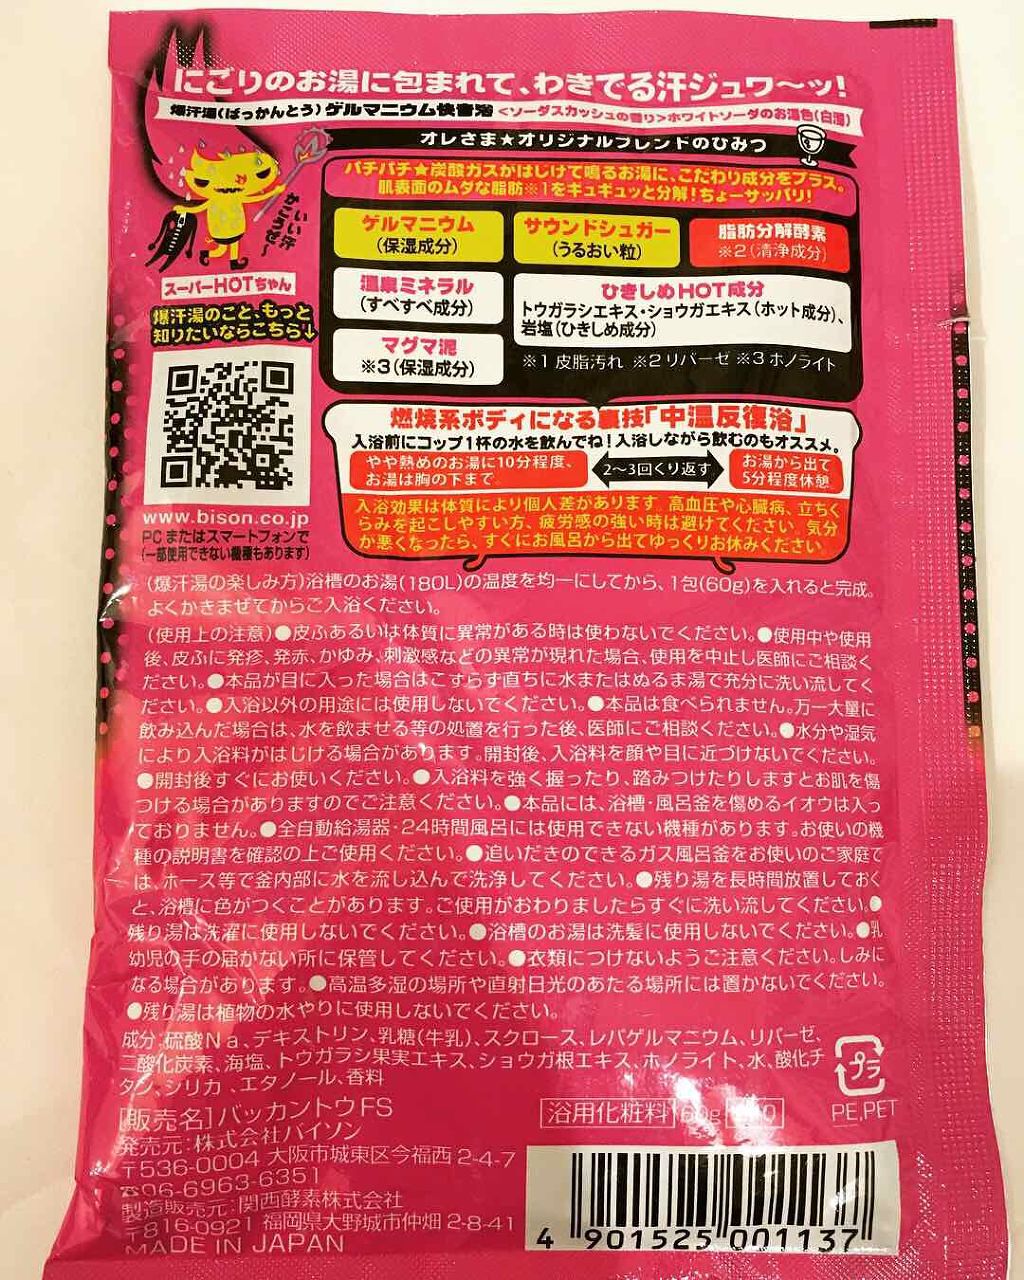 にごりのお湯に包まれて、わきでる汗ジュワ〜ッ!
爆汗湯(ばっかんとう)ゲルマニウム快音浴 <ソーダスカッシュの香り>ホワイトソーダのお湯色(白濁)
オレさま★オリジナルブレンドのひみつ
パチパチ★炭酸ガスがはじけて鳴るお湯に、こだわり成分をプラス。
肌表面のムダな脂肪※1をキュギュッと分解!ちょーサッパリ!
いい汗
かこうぜ〜
スーパーHOTちゃん
爆汗湯のこと、もっと
知りたいならこちら↓
www.bison.co.jp
PCまたはスマートフォンで
(一部使用できない機種もあります)
ゲルマニウム
(保湿成分)
サウンドシュガー
(うるおい粒)
脂肪分解酵素
※2(清浄成分)
温泉ミネラル
(すべすべ成分)
ひきしめHOT成分
トウガラシエキス・ショウガエキス(ホット成分)、
岩塩(ひきしめ成分)
マグマ泥
※3(保湿成分)
※1 皮脂汚れ ※2 リパーゼ ※3 ホノライト
燃焼系ボディになる裏技「中温反復浴」
入浴前にコップ1杯の水を飲んでね!入浴しながら飲むのもオススメ。
やや熱めのお湯に10分程度、
お湯は胸の下まで
2〜3回くり返す
お湯から出て
5分程度休憩
入浴効果は体質により個人差があります。高血圧や心臓病、立ちく
らみを起こしやすい方、疲労感の強い時は避けてください。気分
が悪くなったら、すぐにお風呂から出てゆっくりお休みください。
(爆汗湯の楽しみ方)浴槽のお湯(180L)の温度を均一にしてから、1包(60g)を入れると完成。
よくかきまぜてからご入浴ください。
(使用上の注意)●皮ふあるいは体質に異常がある時は使わないでください。●使用中や使用
後、皮ふに発疹、発赤、かゆみ、刺激感などの異常が現れた場合、使用を中止し医師にご相談く
ださい。●本品が目に入った場合はこすらず直ちに水またはぬるま湯で充分に洗い流してく
ださい。●入浴以外の用途には使用しないでください。●本品は食べられません。万一大量に
飲み込んだ場合は、水を飲ませる等の処置を行った後、医師にご相談ください。●水分や湿気
により入浴料がはじける場合があります。開封後、入浴料を顔や目に近づけないでください。
●開封後すぐにお使いください。●入浴料を強く握ったり、踏みつけたりしますとお肌を傷
つける場合がありますのでご注意ください。●本品には、浴槽・風呂釜を傷めるイオウは入っ
ておりません。●全自動給湯器・24時間風呂には使用できない機種があります。お使いの機
種の説明書を確認の上ご使用ください。●追いだきのできるガス風呂釜をお使いのご家庭で
は、ホース等で釜内部に水を流し込んで洗浄してください。●残り湯を長時間放置しておく
と、浴槽に色がつくことがあります。ご使用がおわりましたらすぐに洗い流してください。●
残り湯は洗濯に使用しないでください。●浴槽のお湯は洗髪に使用しないでください。●乳
幼児の手の届かない所に保管してください。●衣類につけないようご注意ください。しみに
なる場合があります。●高温多湿の場所や直射日光のあたる場所には置かないでください。
●残り湯は植物の水やりに使用しないでください。
成分:硫酸Na、デキストリン、乳糖(牛乳)、スクロース、レパゲルマニウム、リパーゼ、
二酸化炭素、海塩、トウガラシ果実エキス、ショウガ根エキス、ホノライト、水、酸化チ
タン、シリカ、エタノール、香料
[販売名]バッカントウFS
発売元:株式会社バイソン
〒536-0004 大阪市城東区今福西2-4-7
☎06-6963-6351
製造販売元:関西酵素株式会社
〒816-0921 福岡県大野城市仲畑2-8-41
MADE IN JAPAN
浴用化粧料 60g
プラ
PE,PET
4 901525 001137